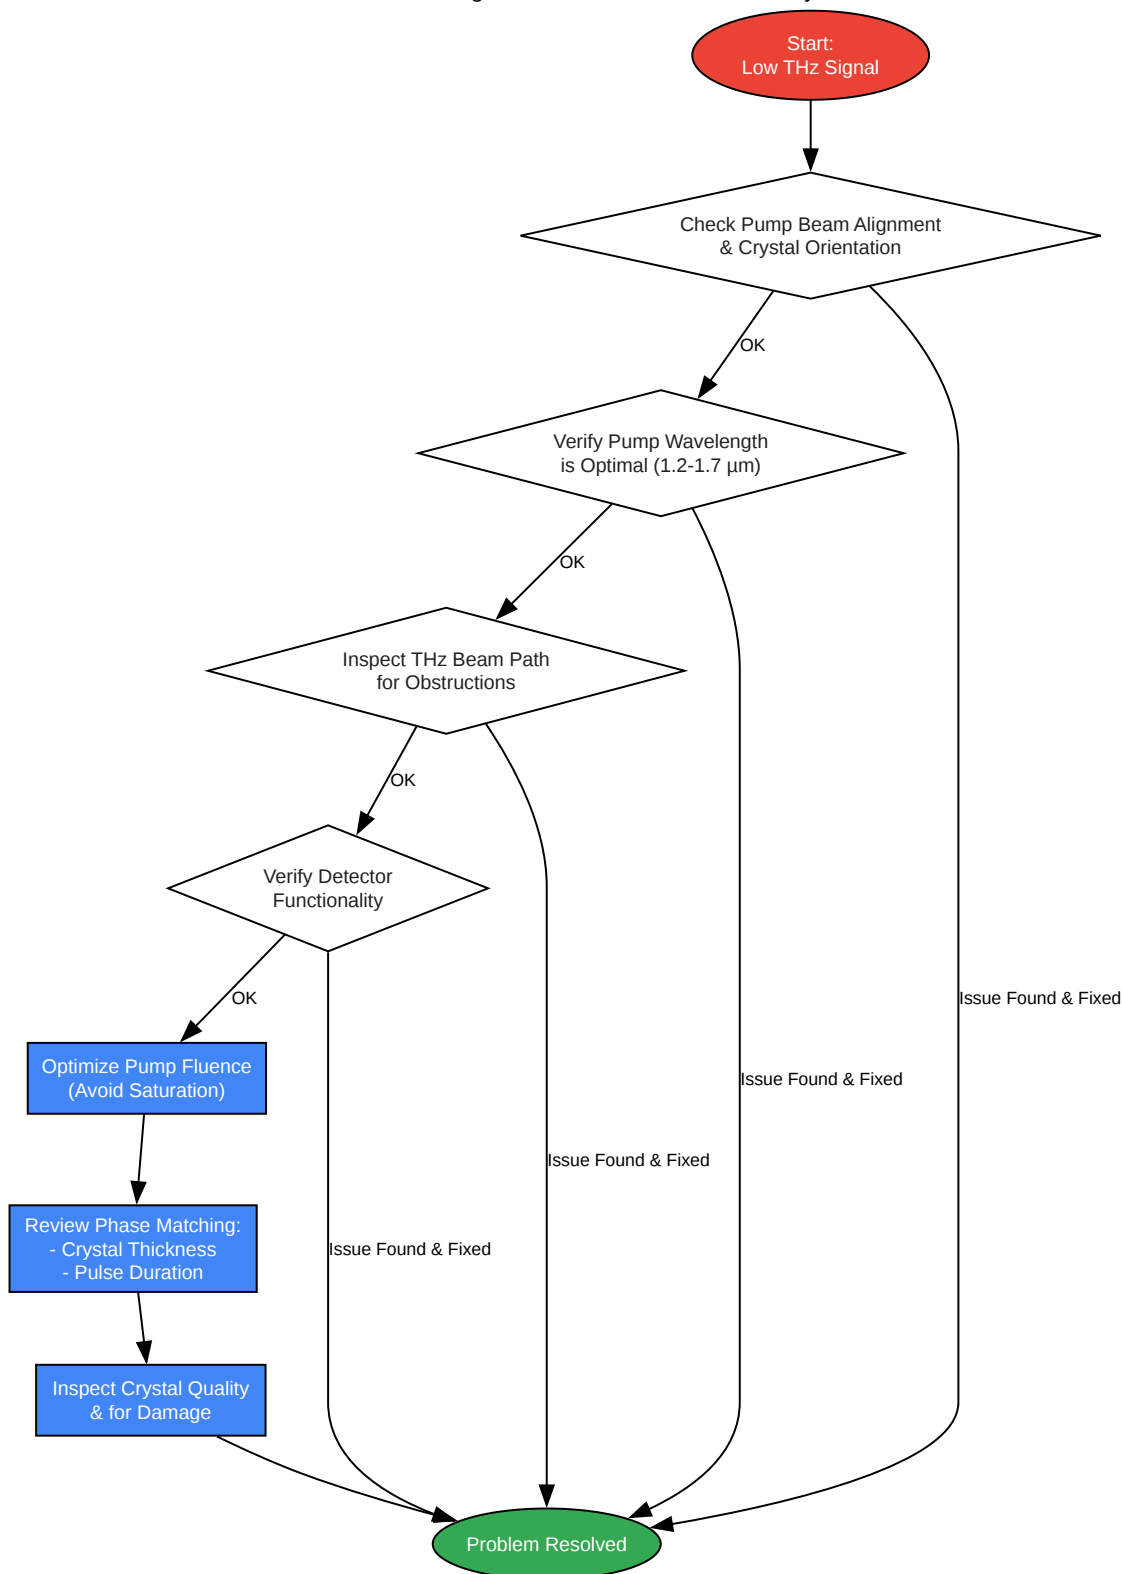 Start:
Low THz Signal
Check Pump Beam Alignment
& Crystal Orientation
OK
Verify Pump Wavelength
is Optimal (1.2-1.7 µm)
OK
Inspect THz Beam Path
for Obstructions
OK
Verify Detector
Functionality
OK
Issue Found & Fixed
Optimize Pump Fluence
(Avoid Saturation)
Issue Found & Fixed
Issue Found & Fixed
Review Phase Matching:
- Crystal Thickness
- Pulse Duration
Issue Found & Fixed
Inspect Crystal Quality
& for Damage
Problem Resolved